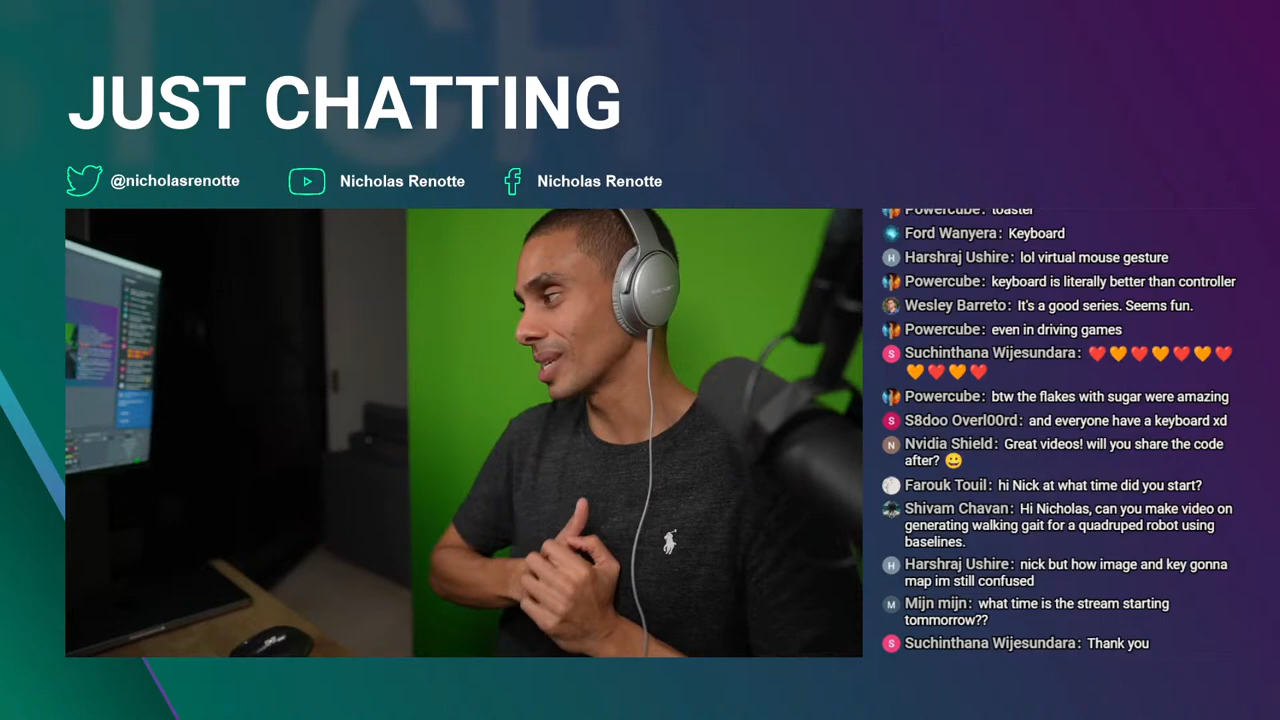 JUST CHATTING
@nicholasrenotte
Nicholas Renotte
Nicholas Renotte
Powercube: toaster
Ford Wanyera: Keyboard
H Harshraj Ushire: lol virtual mouse gesture
Powercube: keyboard is literally better than controller
Wesley Barreto: It's a good series. Seems fun.
Powercube: even in driving games
S Suchinthana Wijesundara: ❤️🧡❤️🧡❤️🧡❤️
🧡❤️🧡❤️
Powercube: btw the flakes with sugar were amazing
S S8doo Overl00rd: and everyone have a keyboard xd
N Nvidia Shield: Great videos! will you share the code
after? 😀
Farouk Touil: hi Nick at what time did you start?
Shivam Chavan: Hi Nicholas, can you make video on
generating walking gait for a quadruped robot using
baselines.
H Harshraj Ushire: nick but how image and key gonna
map im still confused
M Mijn mijn: what time is the stream starting
tommorrow??
S Suchinthana Wijesundara: Thank you